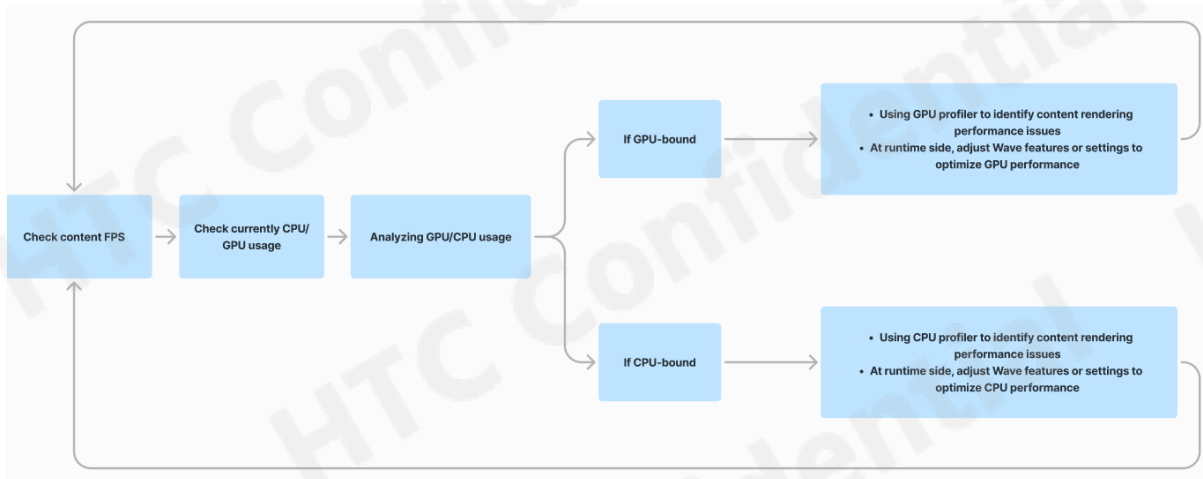 Check content FPS
Check currently CPU/
GPU usage
Analyzing GPU/CPU usage
If GPU-bound
• Using GPU profiler to identify content rendering
performance issues
• At runtime side, adjust Wave features or settings to
optimize GPU performance
If CPU-bound
• Using CPU profiler to identify content rendering
performance issues
• At runtime side, adjust Wave features or settings to
optimize CPU performance
HTC Confidential
HTC Confidential